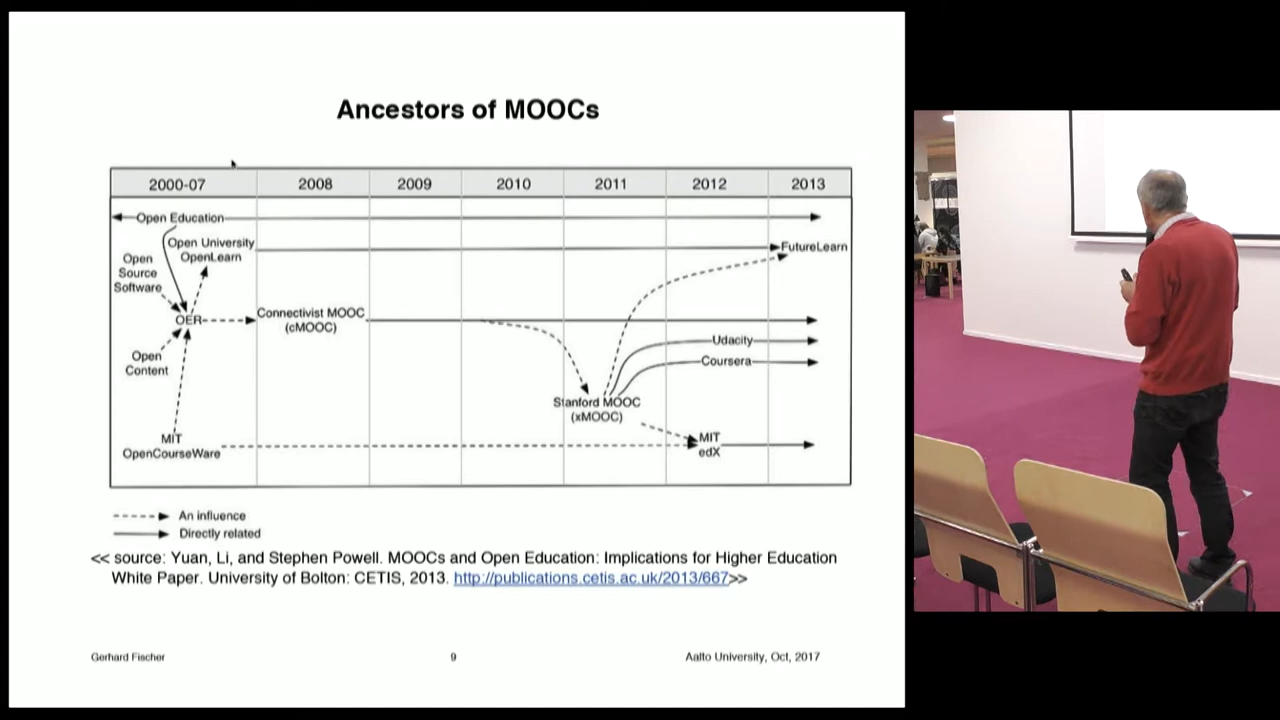 Ancestors of MOOCs
2000-07 2008 2009 2010 2011 2012 2013
Open Education
Open University
OpenLearn
FutureLearn
Open
Source
Software
OER
Connectivist MOOC
(cMOOC)
Udacity
Coursera
Open
Content
Stanford MOOC
(xMOOC)
MIT
OpenCourseWare
MIT
edX
An influence
Directly related
<< source: Yuan, Li, and Stephen Powell. MOOCs and Open Education: Implications for Higher Education
White Paper. University of Bolton: CETIS, 2013. http://publications.cetis.ac.uk/2013/667>>
Gerhard Fischer 9 Aalto University, Oct, 2017